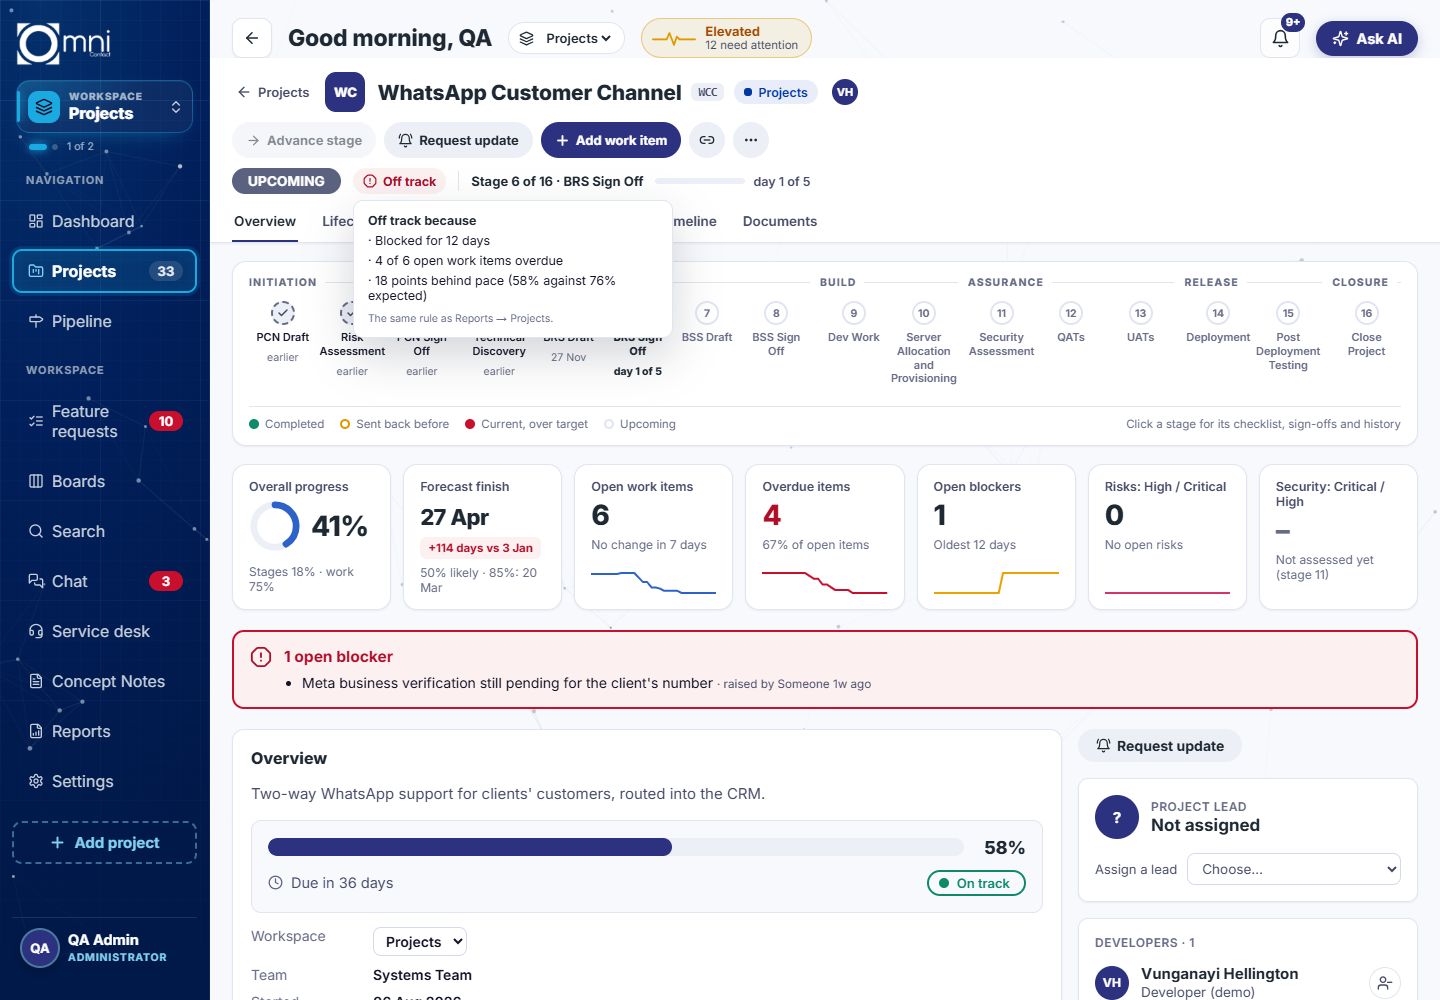 Omni
Contact
WORKSPACE
Projects
1 of 2
NAVIGATION
Dashboard
Projects 33
Pipeline
WORKSPACE
Feature requests 10
Boards
Search
Chat 3
Service desk
Concept Notes
Reports
Settings
+ Add project
QA
QA Admin
ADMINISTRATOR
Good morning, QA
Projects
Elevated
12 need attention
9+
Ask AI
Projects
WC
WhatsApp Customer Channel
WCC
Projects
VH
Advance stage
Request update
+ Add work item
UPCOMING
Off track
Stage 6 of 16 · BRS Sign Off
day 1 of 5
Overview
Lifec
meline
Documents
Off track because
· Blocked for 12 days
· 4 of 6 open work items overdue
· 18 points behind pace (58% against 76% expected)
The same rule as Reports → Projects.
INITIATION
BUILD
ASSURANCE
RELEASE
CLOSURE
PCN Draft
earlier
Risk Assessment
earlier
PCN Sign Off
earlier
Technical Discovery
earlier
BRS Draft
27 Nov
BRS Sign Off
day 1 of 5
7
BSS Draft
8
BSS Sign Off
9
Dev Work
10
Server Allocation and Provisioning
11
Security Assessment
12
QATs
13
UATs
14
Deployment
15
Post Deployment Testing
16
Close Project
Completed
Sent back before
Current, over target
Upcoming
Click a stage for its checklist, sign-offs and history
Overall progress
41%
Stages 18% · work 75%
Forecast finish
27 Apr
+114 days vs 3 Jan
50% likely · 85%: 20 Mar
Open work items
6
No change in 7 days
Overdue items
4
67% of open items
Open blockers
1
Oldest 12 days
Risks: High / Critical
0
No open risks
Security: Critical / High
–
Not assessed yet (stage 11)
1 open blocker
• Meta business verification still pending for the client's number · raised by Someone 1w ago
Overview
Two-way WhatsApp support for clients' customers, routed into the CRM.
58%
Due in 36 days
On track
Workspace
Projects
Team
Systems Team
Started
06 Aug 2026
Request update
?
PROJECT LEAD
Not assigned
Assign a lead
Choose...
DEVELOPERS · 1
VH
Vunganayi Hellington
Developer (demo)